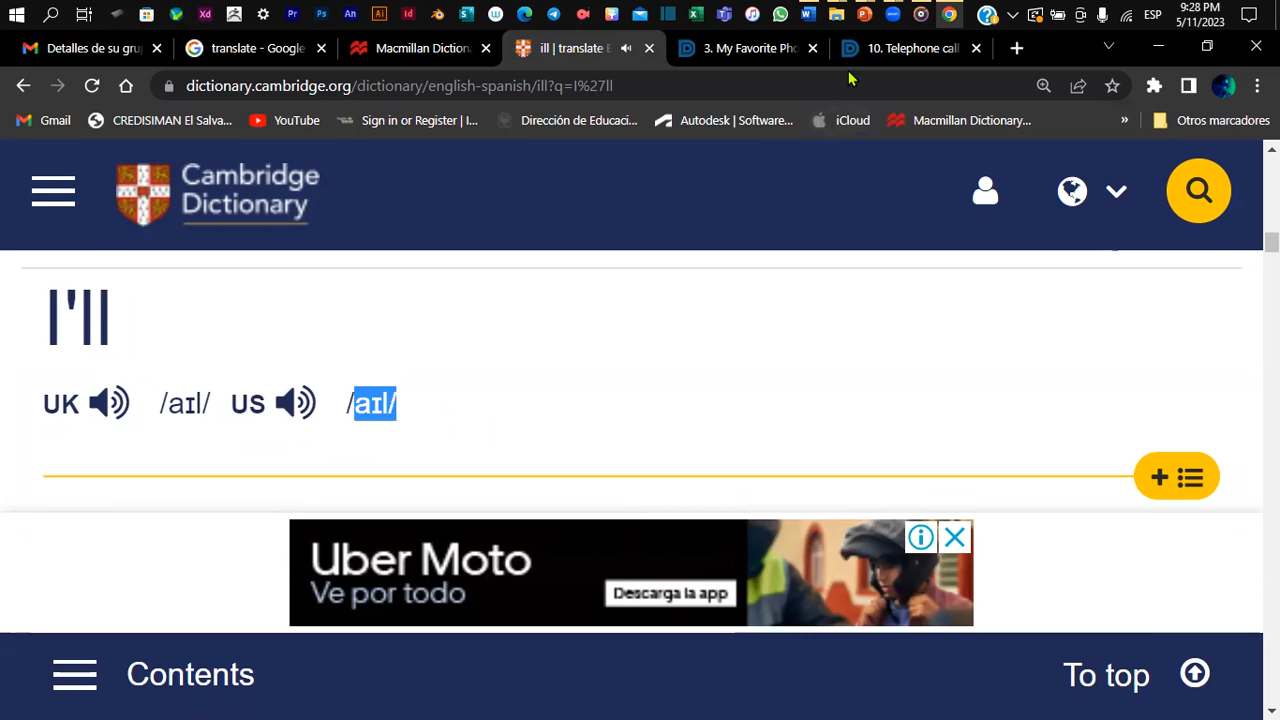 9:28 PM
ESP
5/11/2023
Detalles de su gru
translate - Google
Macmillan Dictiona
ill | translate E
3. My Favorite Pho
10. Telephone call
dictionary.cambridge.org/dictionary/english-spanish/ill?q=I%27ll
Gmail
CREDISIMAN El Salva...
YouTube
Sign in or Register | I...
Dirección de Educaci...
Autodesk | Software...
iCloud
Macmillan Dictionary...
»
Otros marcadores
Cambridge
Dictionary
I'll
UK /aɪl/ US /aɪl/
Uber Moto
Ve por todo
Descarga la app
Contents
To top